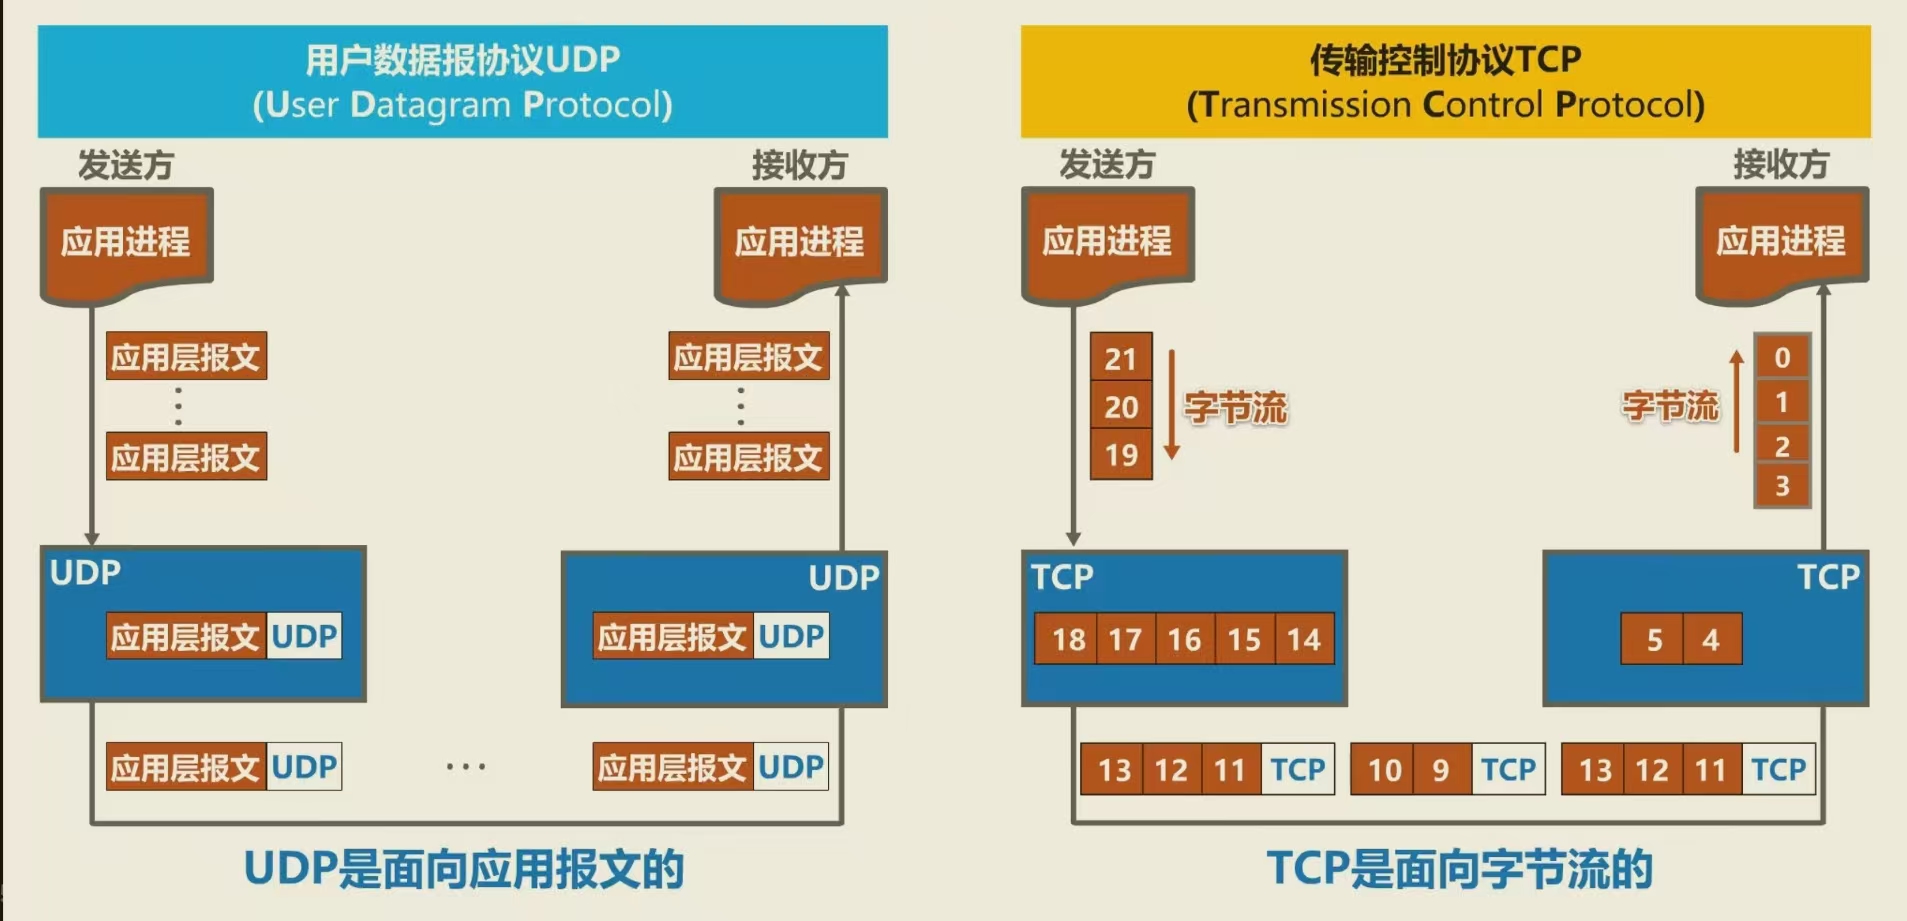 用户数据报协议UDP
(User Datagram Protocol)
发送方
接收方
应用进程
应用进程
应用层报文
应用层报文
应用层报文
应用层报文
UDP
UDP
应用层报文 UDP
应用层报文 UDP
应用层报文 UDP
...
应用层报文 UDP
UDP是面向应用报文的
传输控制协议TCP
(Transmission Control Protocol)
发送方
接收方
应用进程
应用进程
21
20
19
字节流
字节流
0
1
2
3
TCP
TCP
18 17 16 15 14
5 4
13 12 11 TCP
10 9 TCP
13 12 11 TCP
TCP是面向字节流的